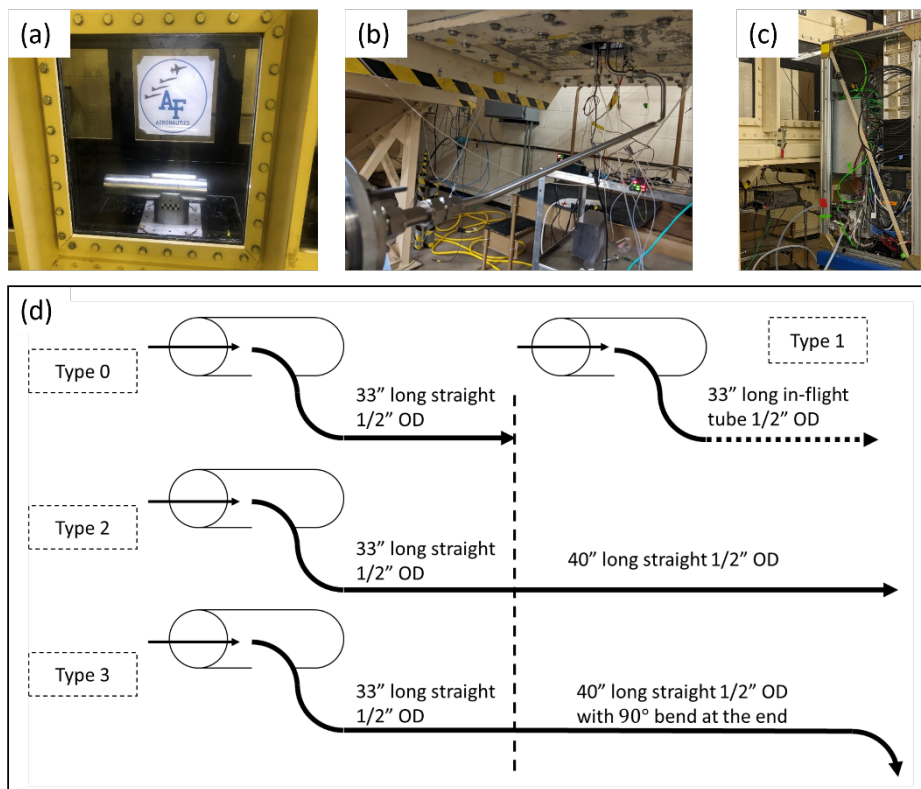 (a)
AF
AERONAUTICS
(b)
(c)
(d)
Type 0
33” long straight
1/2” OD
Type 1
33” long in-flight
tube 1/2” OD
Type 2
33” long straight
1/2” OD
40” long straight 1/2” OD
Type 3
33” long straight
1/2” OD
40” long straight 1/2” OD
with 90° bend at the end